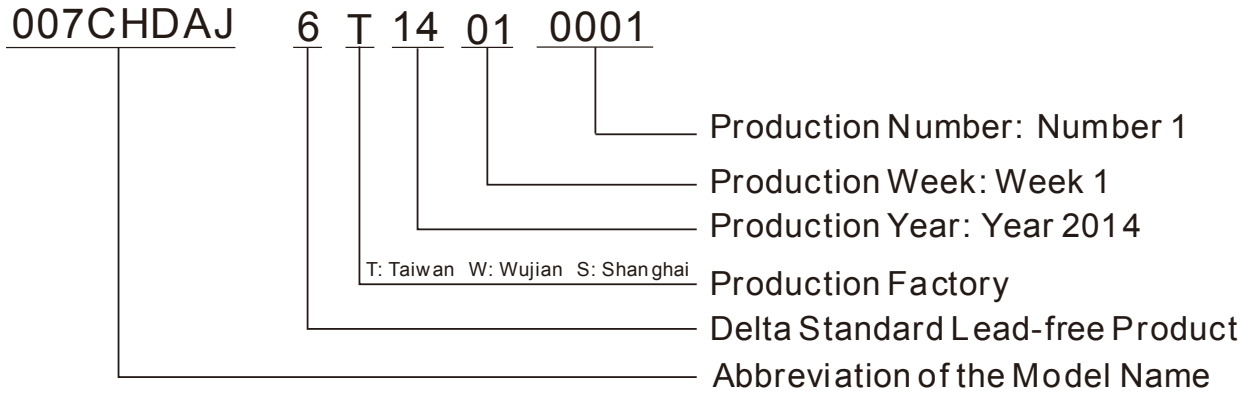 007CHDAJ 6 T 14 01 0001
Production Number: Number 1
Production Week: Week 1
Production Year: Year 2014
T: Taiwan W: Wujian S: Shanghai
Production Factory
Delta Standard Lead-free Product
Abbreviation of the Model Name